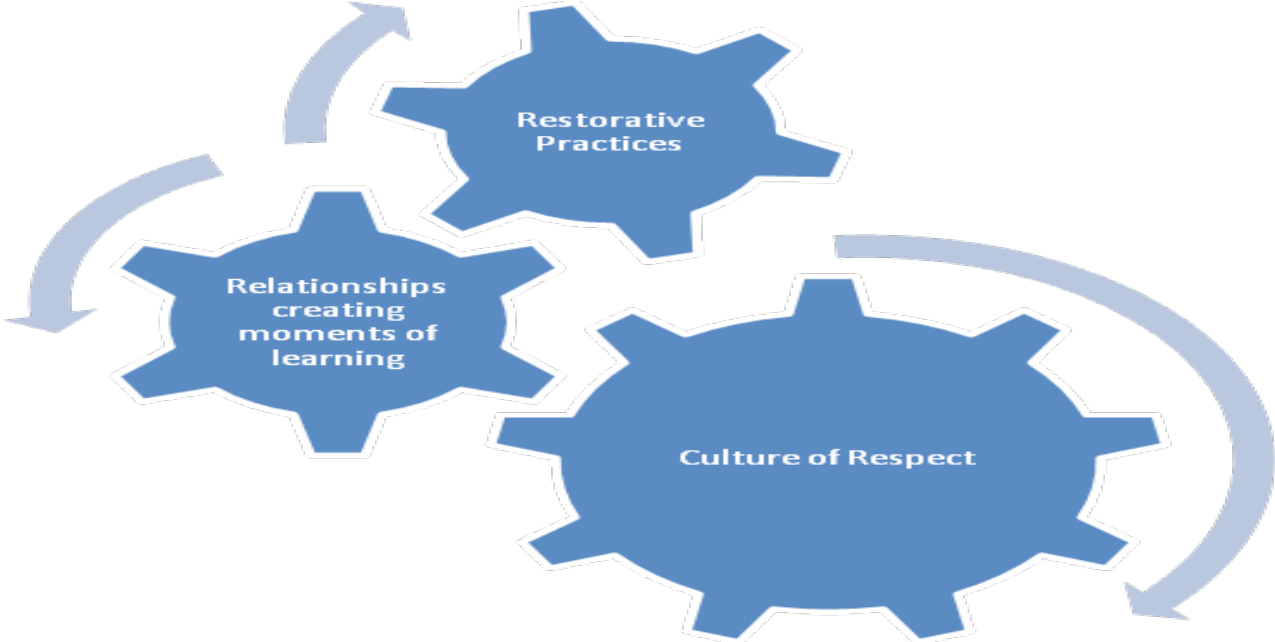 Restorative
Practices
Relationships
creating
moments of
learning
Culture of Respect